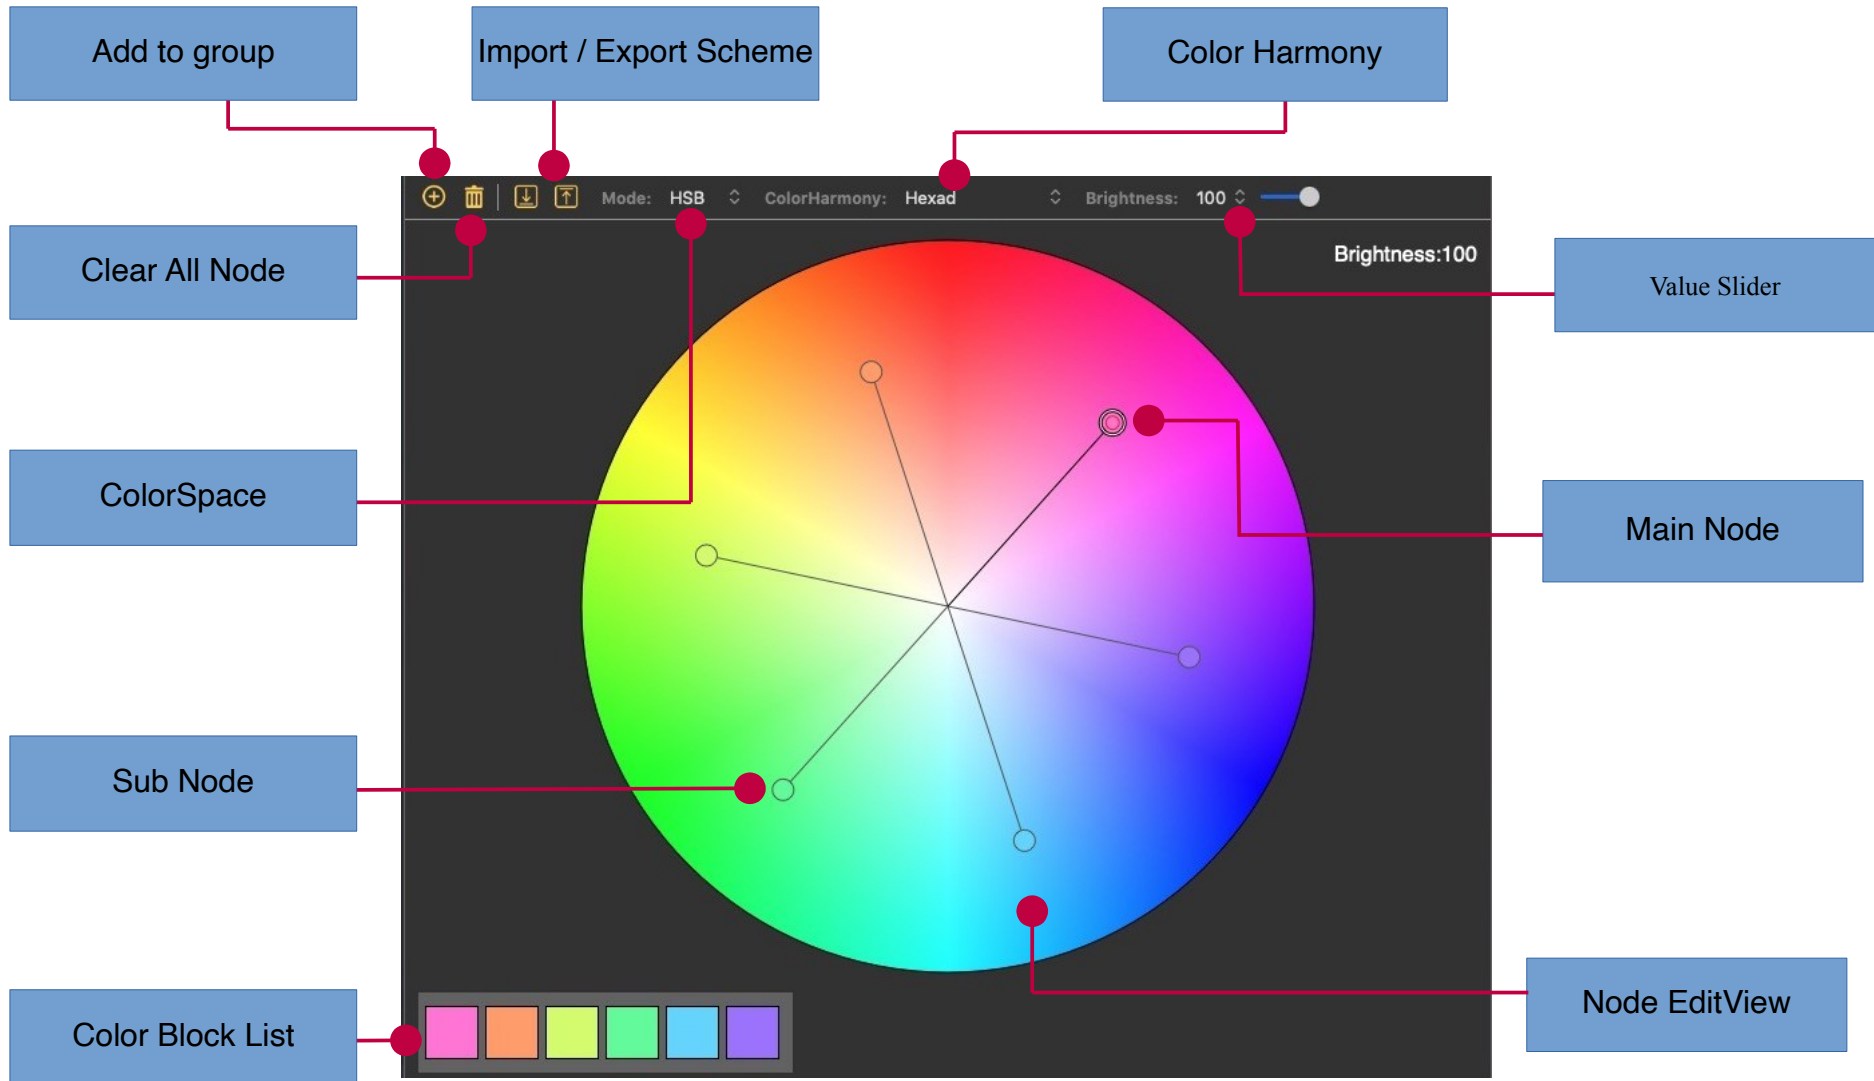 Add to group
Import / Export Scheme
Color Harmony
Mode: HSB ColorHarmony: Hexad Brightness: 100
Brightness:100
Clear All Node
Value Slider
ColorSpace
Main Node
Sub Node
Node EditView
Color Block List